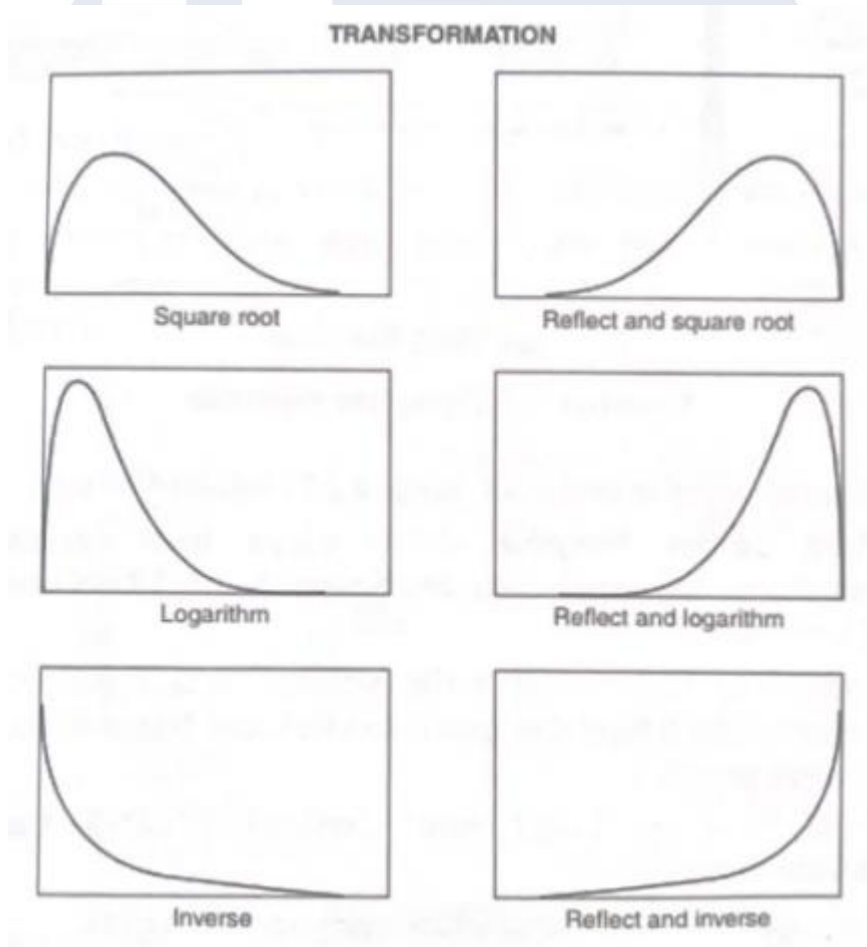 TRANSFORMATION
Square root
Reflect and square root
Logarithm
Reflect and logarithm
Inverse
Reflect and inverse